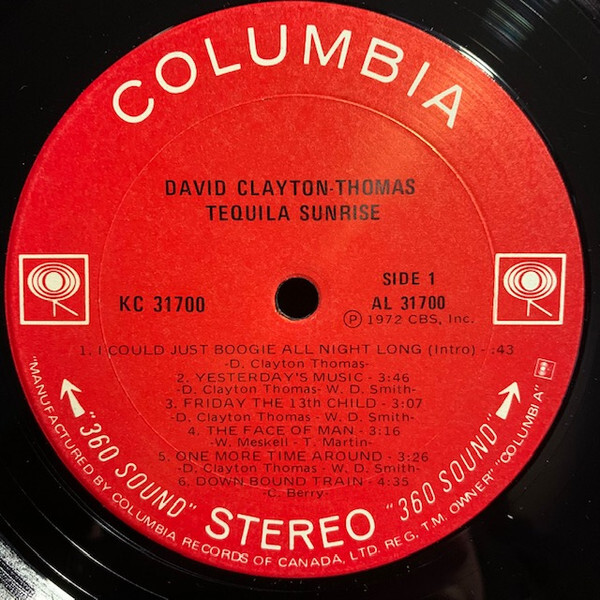 COLUMBIA
DAVID CLAYTON-THOMAS
TEQUILA SUNRISE
KC 31700
SIDE 1
AL 31700
Ⓟ 1972 CBS, Inc.
1. I COULD JUST BOOGIE ALL NIGHT LONG (Intro) - :43
-D. Clayton Thomas-
2. YESTERDAY'S MUSIC - 3:46
-D. Clayton Thomas - W. D. Smith-
3. FRIDAY THE 13th CHILD - 3:07
-D. Clayton Thomas - W. D. Smith-
4. THE FACE OF MAN - 3:16
-W. Meskell - T. Martin-
5. ONE MORE TIME AROUND - 3:26
-D. Clayton Thomas - W. D. Smith-
6. DOWN BOUND TRAIN - 4:35
-C. Berry-
"360 SOUND" STEREO "360 SOUND"
"MANUFACTURED BY COLUMBIA RECORDS OF CANADA, LTD. REG. T.M. OWNER" "COLUMBIA"